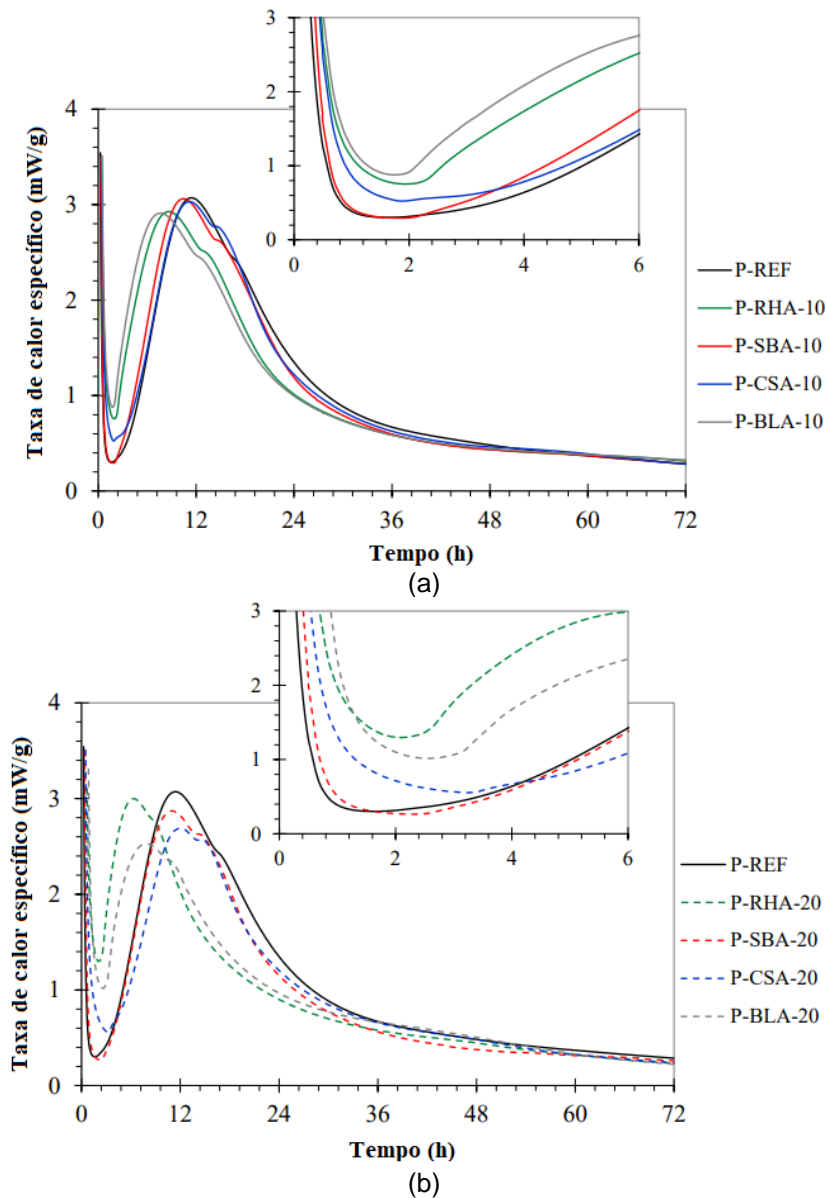 3
2
1
0
0
2
4
6
4
3
2
1
0
Taxa de calor específico (mW/g)
0
12
24
36
48
60
72
Tempo (h)
P-REF
P-RHA-10
P-SBA-10
P-CSA-10
P-BLA-10
(a)
3
2
1
0
0
2
4
6
4
3
2
1
0
Taxa de calor específico (mW/g)
0
12
24
36
48
60
72
Tempo (h)
P-REF
P-RHA-20
P-SBA-20
P-CSA-20
P-BLA-20
(b)